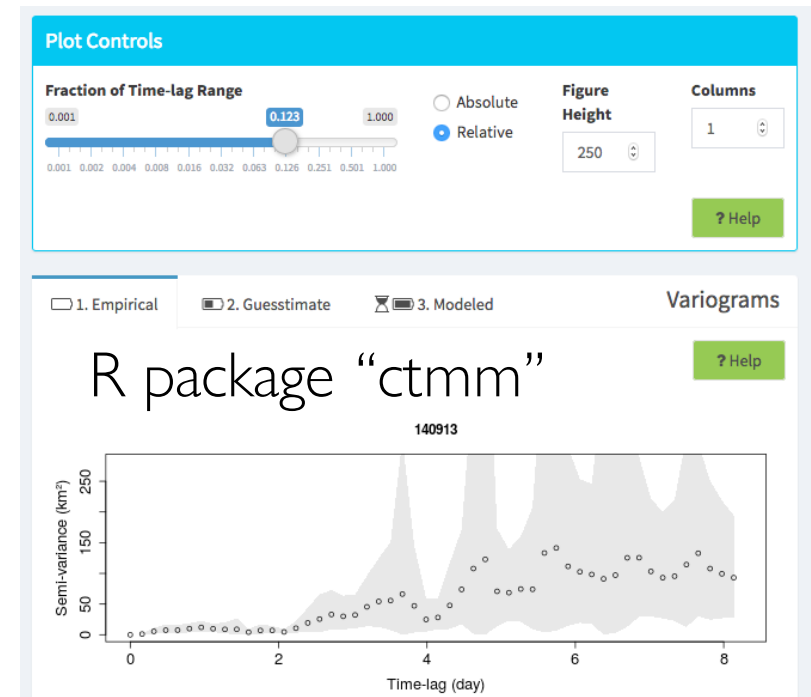 Plot Controls
Fraction of Time-lag Range
0.001 0.123 1.000
0.001 0.002 0.004 0.008 0.016 0.032 0.063 0.126 0.251 0.501 1.000
Absolute
Relative
Figure
Height
250
Columns
1
? Help
1. Empirical 2. Guesstimate 3. Modeled Variograms
? Help
R package “ctmm”
140913
Semi-variance (km²)
0 50 150 250
0 2 4 6 8
Time-lag (day)